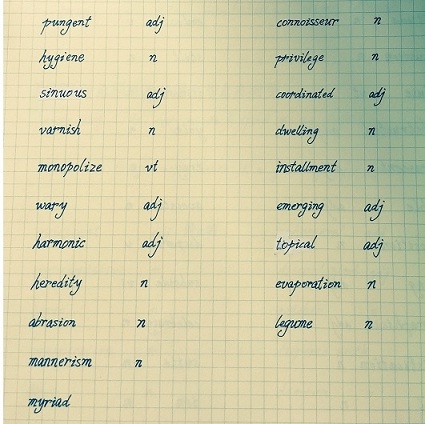 pungent adj
hygiene n
sinuous adj
varnish n
monopolize vt
wary adj
harmonic adj
heredity n
abrasion n
mannerism n
myriad
connoisseur n
privilege n
coordinated adj
dwelling n
installment n
emerging adj
topical adj
evaporation n
legume n